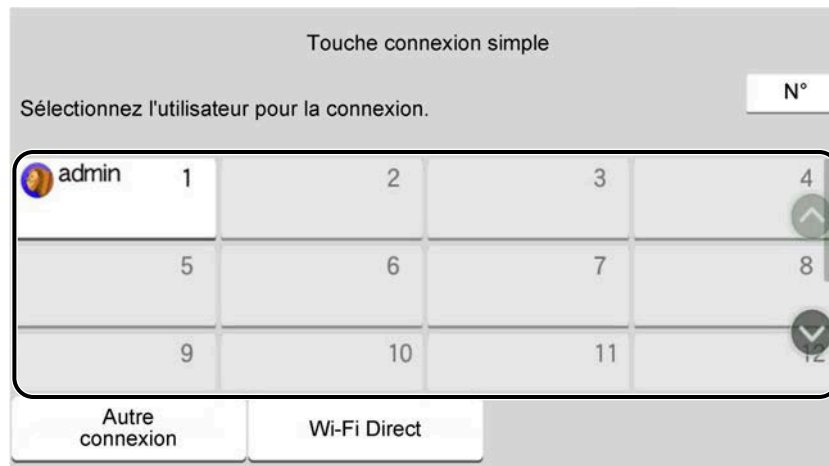 Touche connexion simple
N°
Sélectionnez l'utilisateur pour la connexion.
admin 1 2 3 4
5 6 7 8
9 10 11 12
Autre
connexion
Wi-Fi Direct